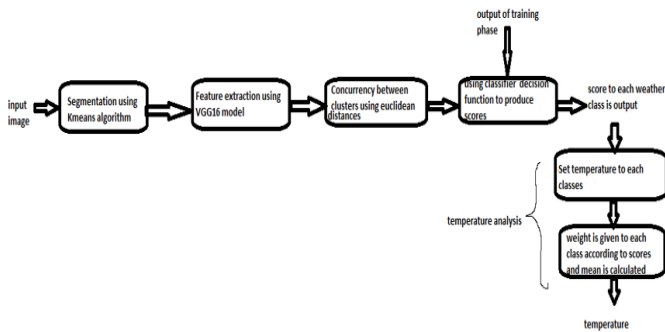 input
image
Segmentation using
Kmeans algorithm
Feature extraction using
VGG16 model
Concurrency between
clusters using euclidean
distances
output of training
phase
using classifier decision
function to produce
scores
score to each weather
class is output
Set temperature to each
classes
temperature analysis
weight is given to each
class according to scores
and mean is calculated
temperature